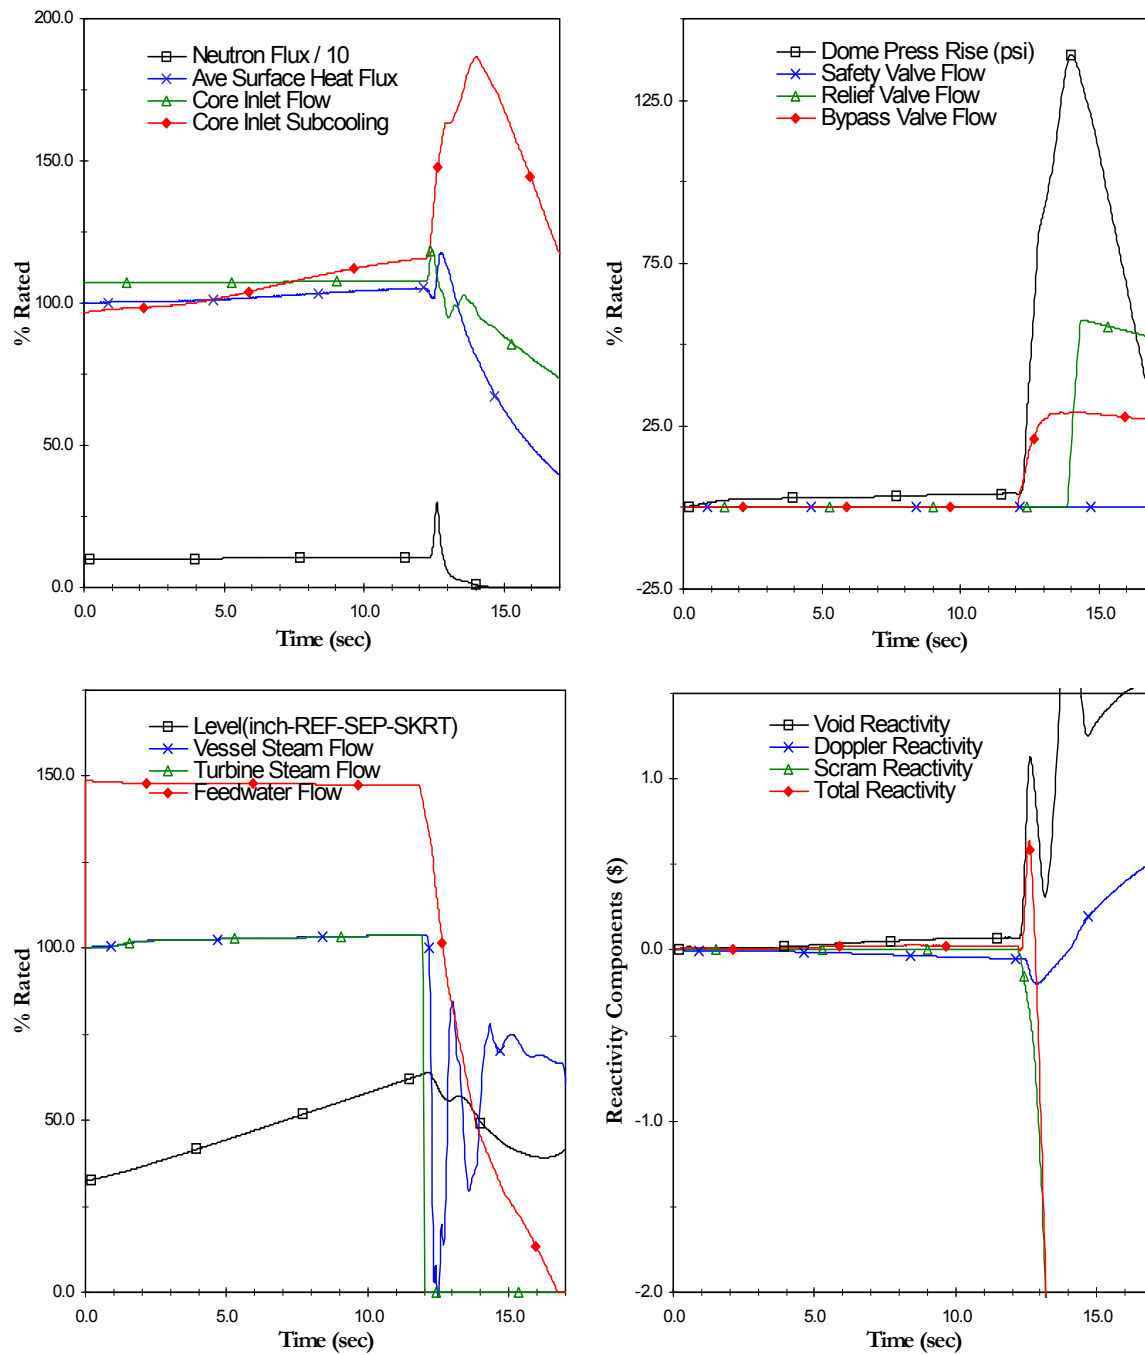 200.0
150.0
100.0
50.0
0.0
% Rated
Neutron Flux / 10
Ave Surface Heat Flux
Core Inlet Flow
Core Inlet Subcooling
0.0 5.0 10.0 15.0
Time (sec)
125.0
75.0
25.0
-25.0
% Rated
Dome Press Rise (psi)
Safety Valve Flow
Relief Valve Flow
Bypass Valve Flow
0.0 5.0 10.0 15.0
Time (sec)
150.0
100.0
50.0
0.0
% Rated
Level(inch-REF-SEP-SKRT)
Vessel Steam Flow
Turbine Steam Flow
Feedwater Flow
0.0 5.0 10.0 15.0
Time (sec)
1.0
0.0
-1.0
-2.0
Reactivity Components ($)
Void Reactivity
Doppler Reactivity
Scram Reactivity
Total Reactivity
0.0 5.0 10.0 15.0
Time (sec)